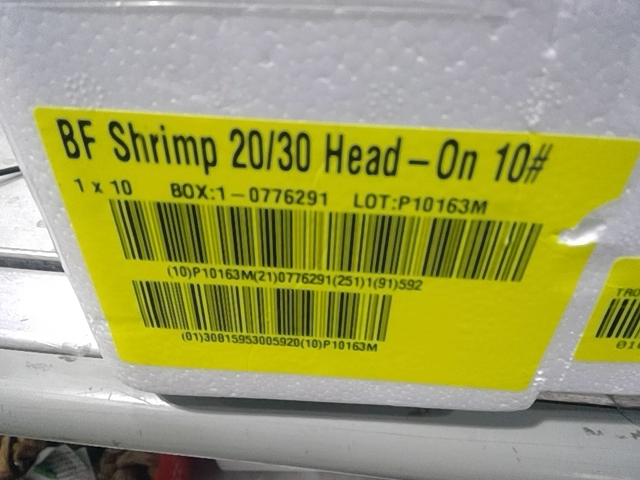 BF Shrimp 20/30 Head-On 10#
1 x 10 BOX:1-0776291 LOT:P10163M
(10)P10163M(21)0776291(251)1(91)592
(01)30815953005920(10)P10163M